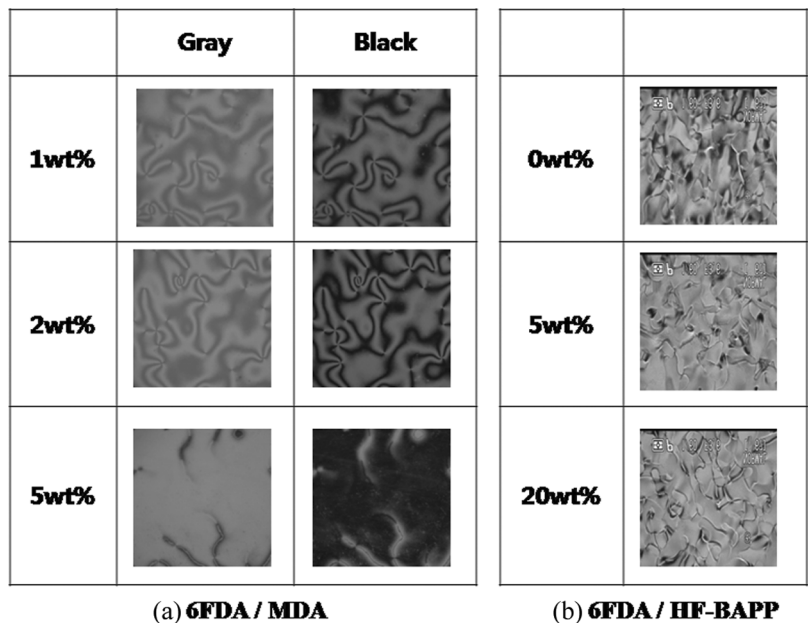 Gray Black
1wt% 0wt%
2wt% 5wt%
5wt% 20wt%
(a) 6FDA / MDA (b) 6FDA / HF-BAPP